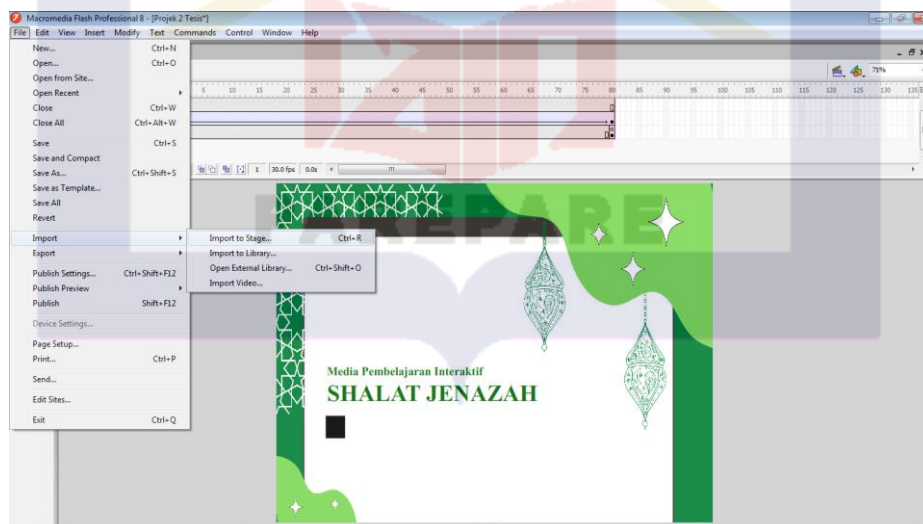 Macromedia Flash Professional 8 - [Projek 2 Tesis*]
File Edit View Insert Modify Text Commands Control Window Help
New... Ctrl+N
Open... Ctrl+O
Open from Site...
Open Recent
Close Ctrl+W
Close All Ctrl+Alt+W
Save Ctrl+S
Save and Compact
Save As... Ctrl+Shift+S
Save as Template...
Save All
Revert
Import
Export
Publish Settings... Ctrl+Shift+F12
Publish Preview
Publish Shift+F12
Device Settings...
Page Setup...
Print... Ctrl+P
Send...
Edit Sites...
Exit Ctrl+Q
Import to Stage... Ctrl+R
Import to Library...
Open External Library... Ctrl+Shift+O
Import Video...
71%
5 10 15 20 25 30 35 40 45 50 55 60 65 70 75 80 85 90 95 100 105 110 115 120 125 130 135
1 30.0 fps 0.0s
PAREPARE
Media Pembelajaran Interaktif
SHALAT JENAZAH